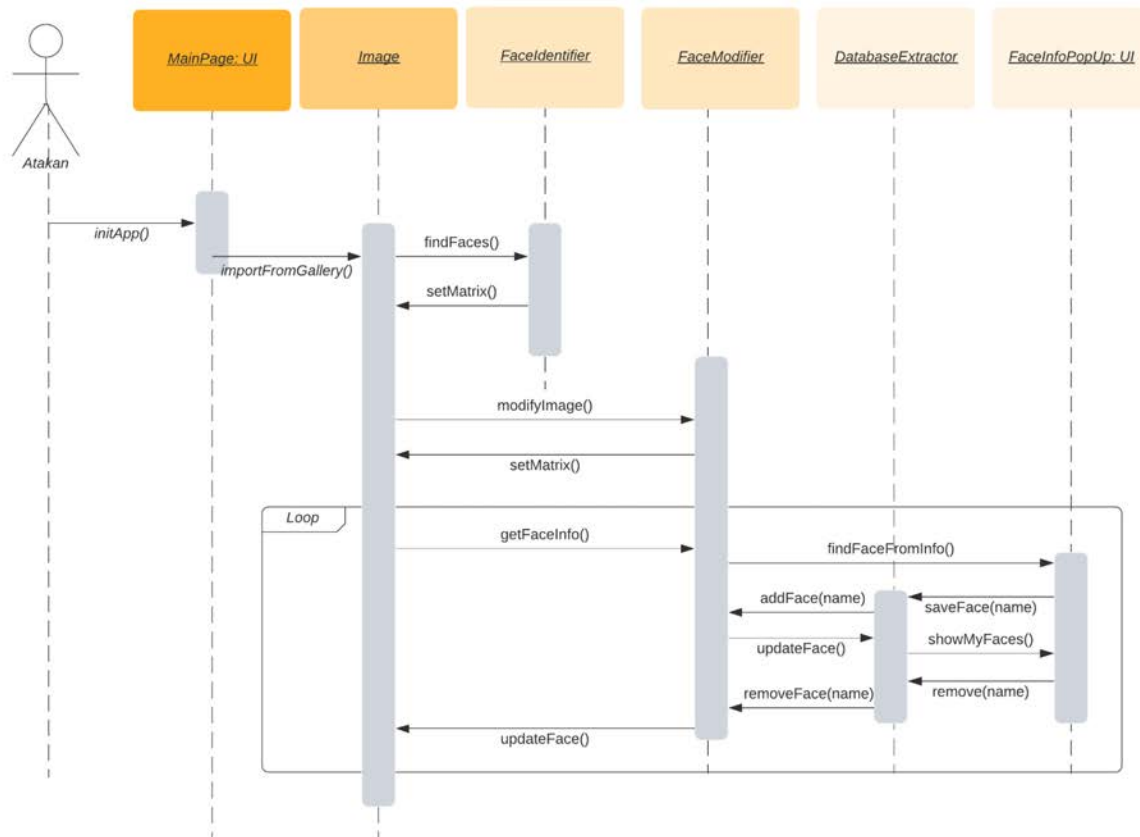 MainPage: UI
Image
FaceIdentifier
FaceModifier
DatabaseExtractor
FaceInfoPopUp: UI
Atakan
initApp()
importFromGallery()
findFaces()
setMatrix()
modifyImage()
setMatrix()
Loop
getFaceInfo()
findFaceFromInfo()
addFace(name)
saveFace(name)
updateFace()
showMyFaces()
removeFace(name)
remove(name)
updateFace()